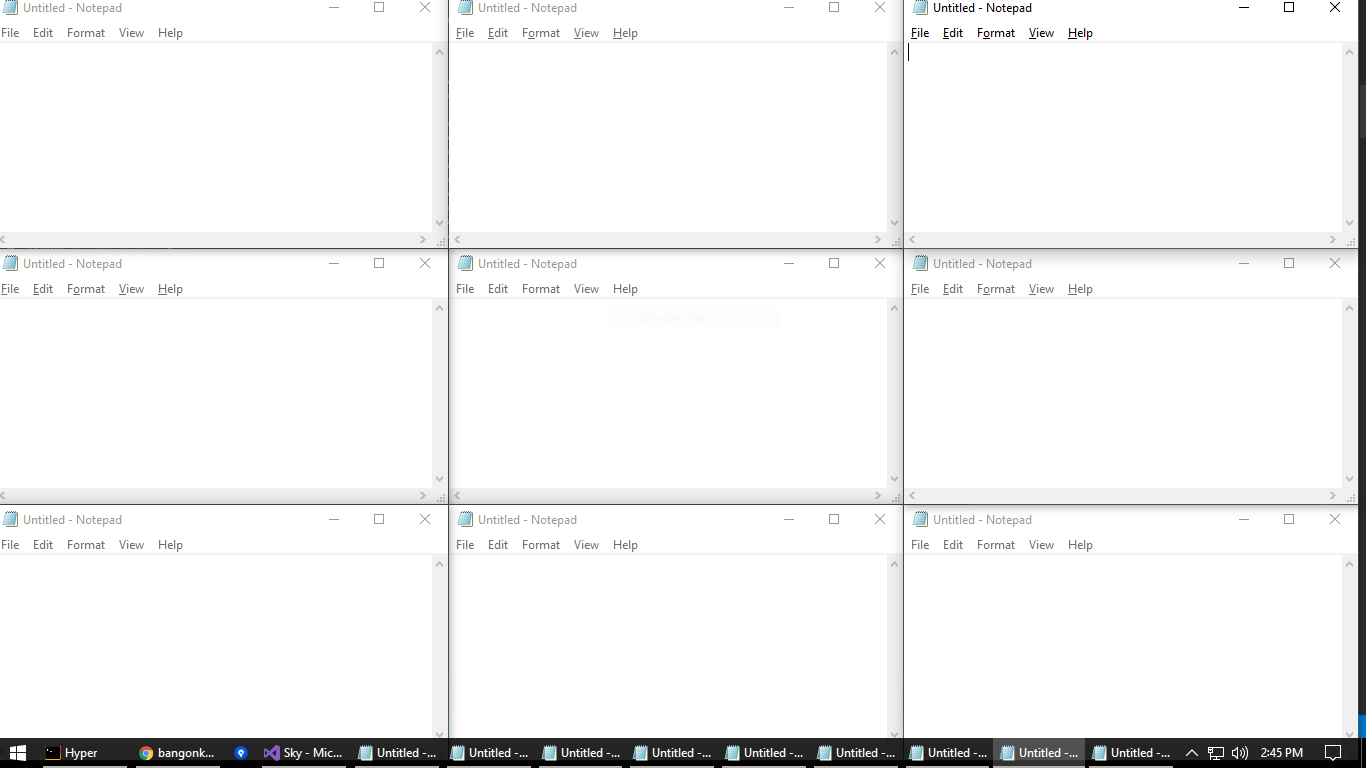 Untitled - Notepad
File Edit Format View Help
Untitled - Notepad
File Edit Format View Help
Untitled - Notepad
File Edit Format View Help
Untitled - Notepad
File Edit Format View Help
Untitled - Notepad
File Edit Format View Help
Untitled - Notepad
File Edit Format View Help
Untitled - Notepad
File Edit Format View Help
Untitled - Notepad
File Edit Format View Help
Untitled - Notepad
File Edit Format View Help
Hyper bangonk... Sky - Mic... Untitled -... Untitled -... Untitled -... Untitled -... Untitled -... Untitled -... Untitled -... Untitled -... Untitled -... 2:45 PM